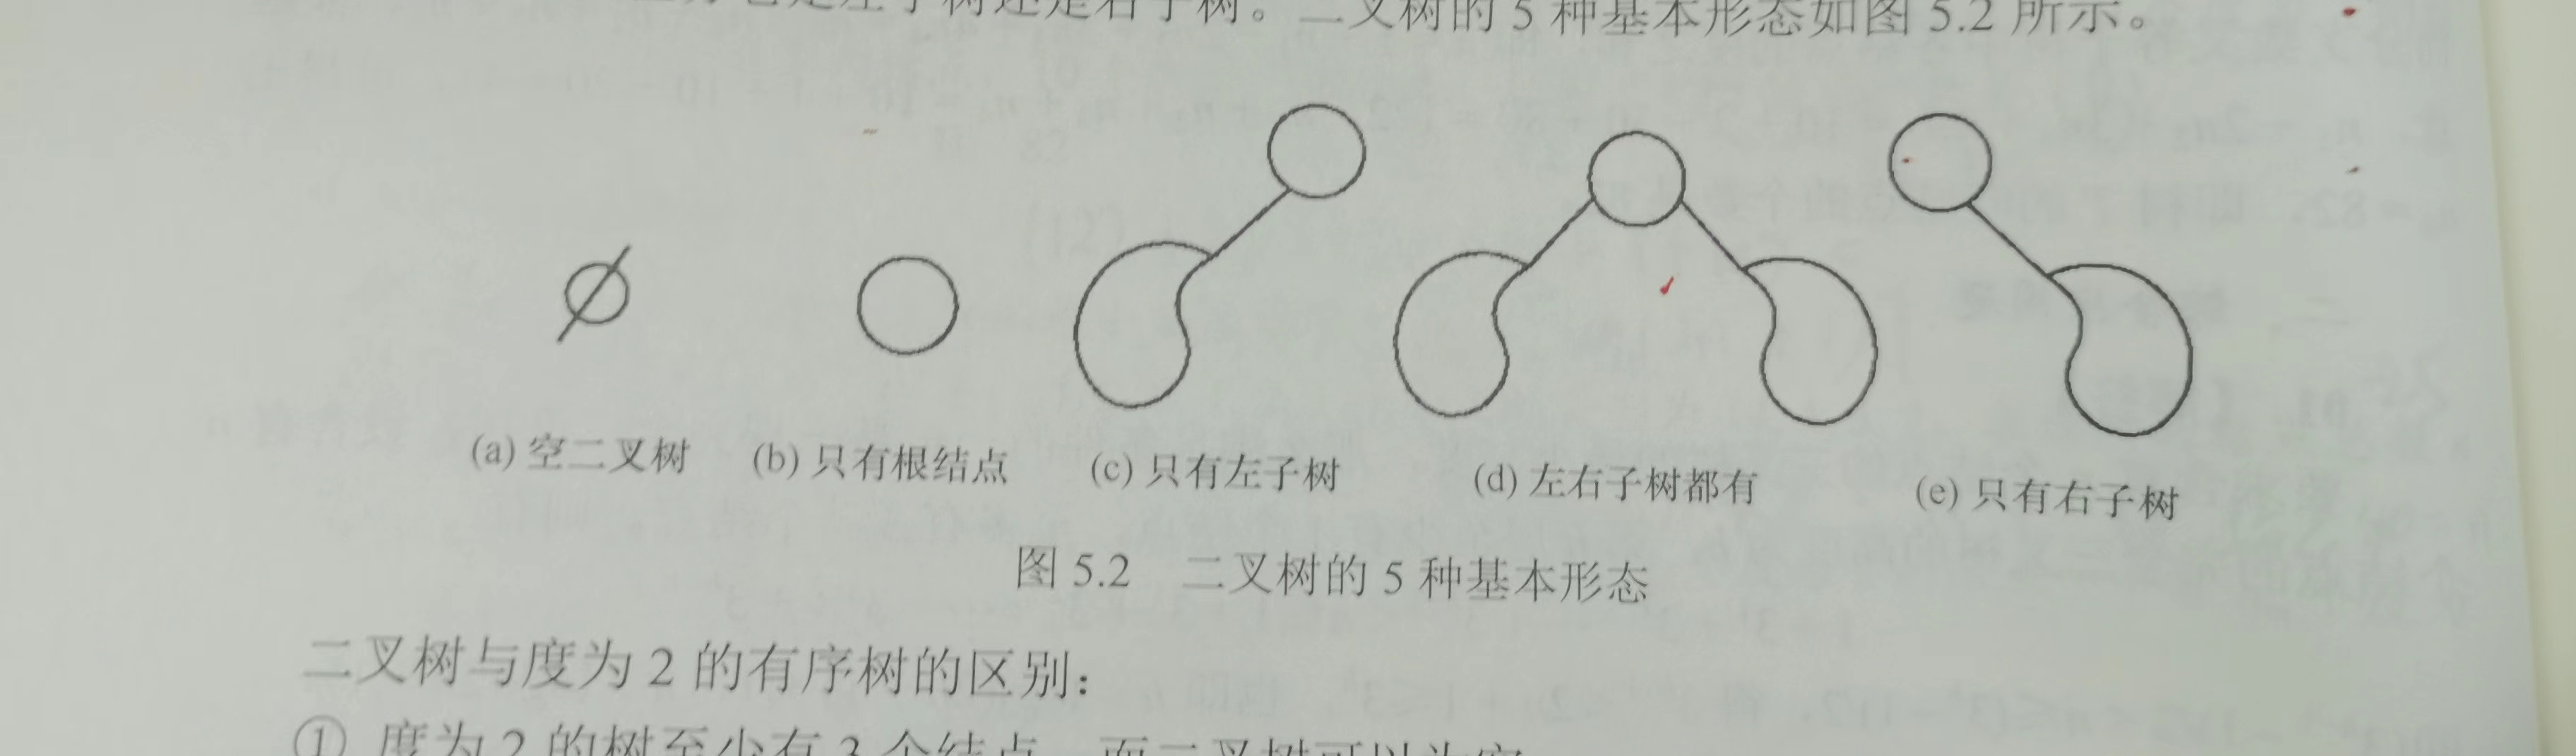 是左子树还是右子树。二叉树的 5 种基本形态如图 5.2 所示。
(a) 空二叉树 (b) 只有根结点 (c) 只有左子树 (d) 左右子树都有 (e) 只有右子树
图 5.2 二叉树的 5 种基本形态
二叉树与度为 2 的有序树的区别：
① 度为 2 的树至少有 3 个结点，而二叉树可以为空